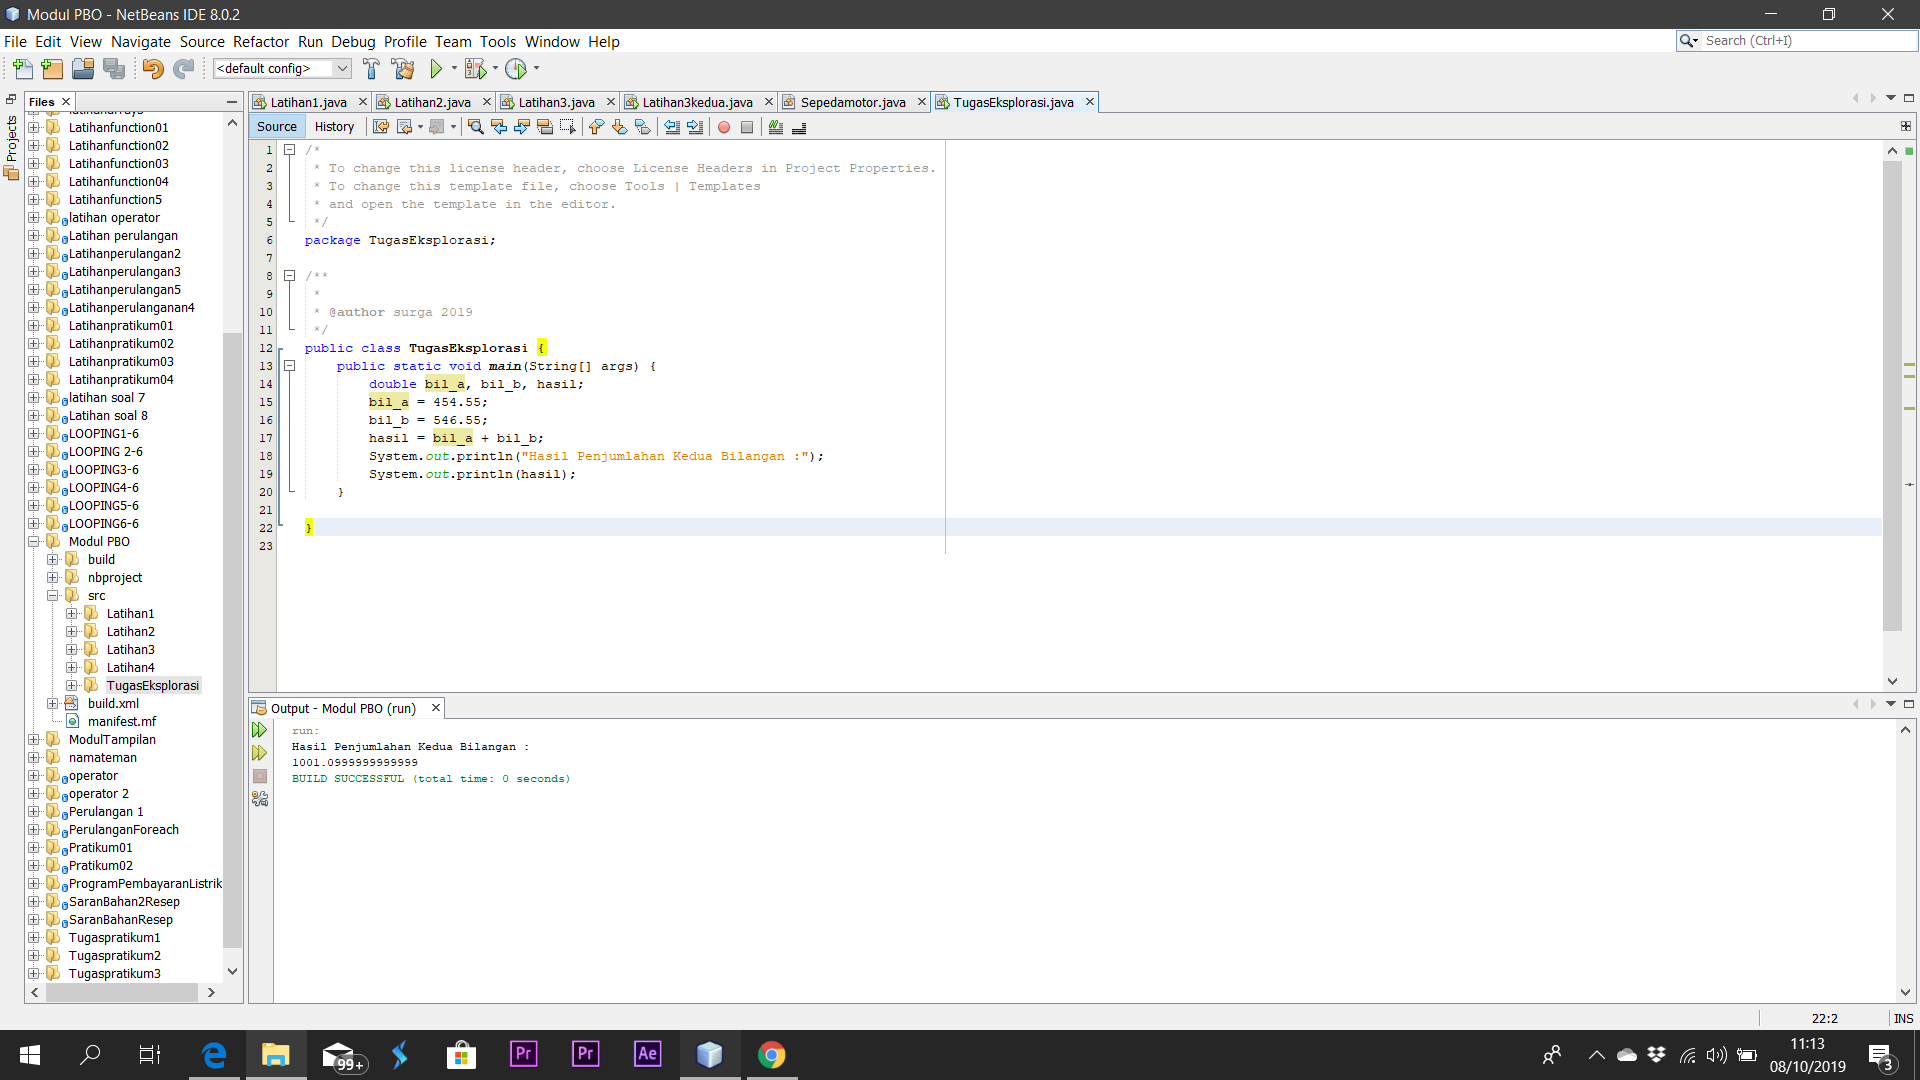 Modul PBO - NetBeans IDE 8.0.2
File Edit View Navigate Source Refactor Run Debug Profile Team Tools Window Help
Search (Ctrl+I)
<default config>
Projects
Files
Latihanfunction01
Latihanfunction02
Latihanfunction03
Latihanfunction04
Latihanfunction5
latihan operator
Latihan perulangan
Latihanperulangan2
Latihanperulangan3
Latihanperulangan5
Latihanperulanganan4
Latihanpratikum01
Latihanpratikum02
Latihanpratikum03
Latihanpratikum04
latihan soal 7
Latihan soal 8
LOOPING1-6
LOOPING 2-6
LOOPING3-6
LOOPING4-6
LOOPING5-6
LOOPING6-6
Modul PBO
build
nbproject
src
Latihan1
Latihan2
Latihan3
Latihan4
TugasEksplorasi
build.xml
manifest.mf
ModulTampilan
namateman
operator
operator 2
Perulangan 1
PerulanganForeach
Pratikum01
Pratikum02
ProgramPembayaranListrik
SaranBahan2Resep
SaranBahanResep
Tugaspratikum1
Tugaspratikum2
Tugaspratikum3
Latihan1.java Latihan2.java Latihan3.java Latihan3kedua.java Sepedamotor.java TugasEksplorasi.java
Source History
1 /*
2 * To change this license header, choose License Headers in Project Properties.
3 * To change this template file, choose Tools | Templates
4 * and open the template in the editor.
5 */
6 package TugasEksplorasi;
7
8 /**
9 *
10 * @author surga 2019
11 */
12 public class TugasEksplorasi {
13 public static void main(String[] args) {
14 double bil_a, bil_b, hasil;
15 bil_a = 454.55;
16 bil_b = 546.55;
17 hasil = bil_a + bil_b;
18 System.out.println("Hasil Penjumlahan Kedua Bilangan :");
19 System.out.println(hasil);
20 }
21
22 }
23
Output - Modul PBO (run)
run:
Hasil Penjumlahan Kedua Bilangan :
1001.0999999999999
BUILD SUCCESSFUL (total time: 0 seconds)
22:2 INS
99+
Pr
Pr
Ae
11:13
08/10/2019
3